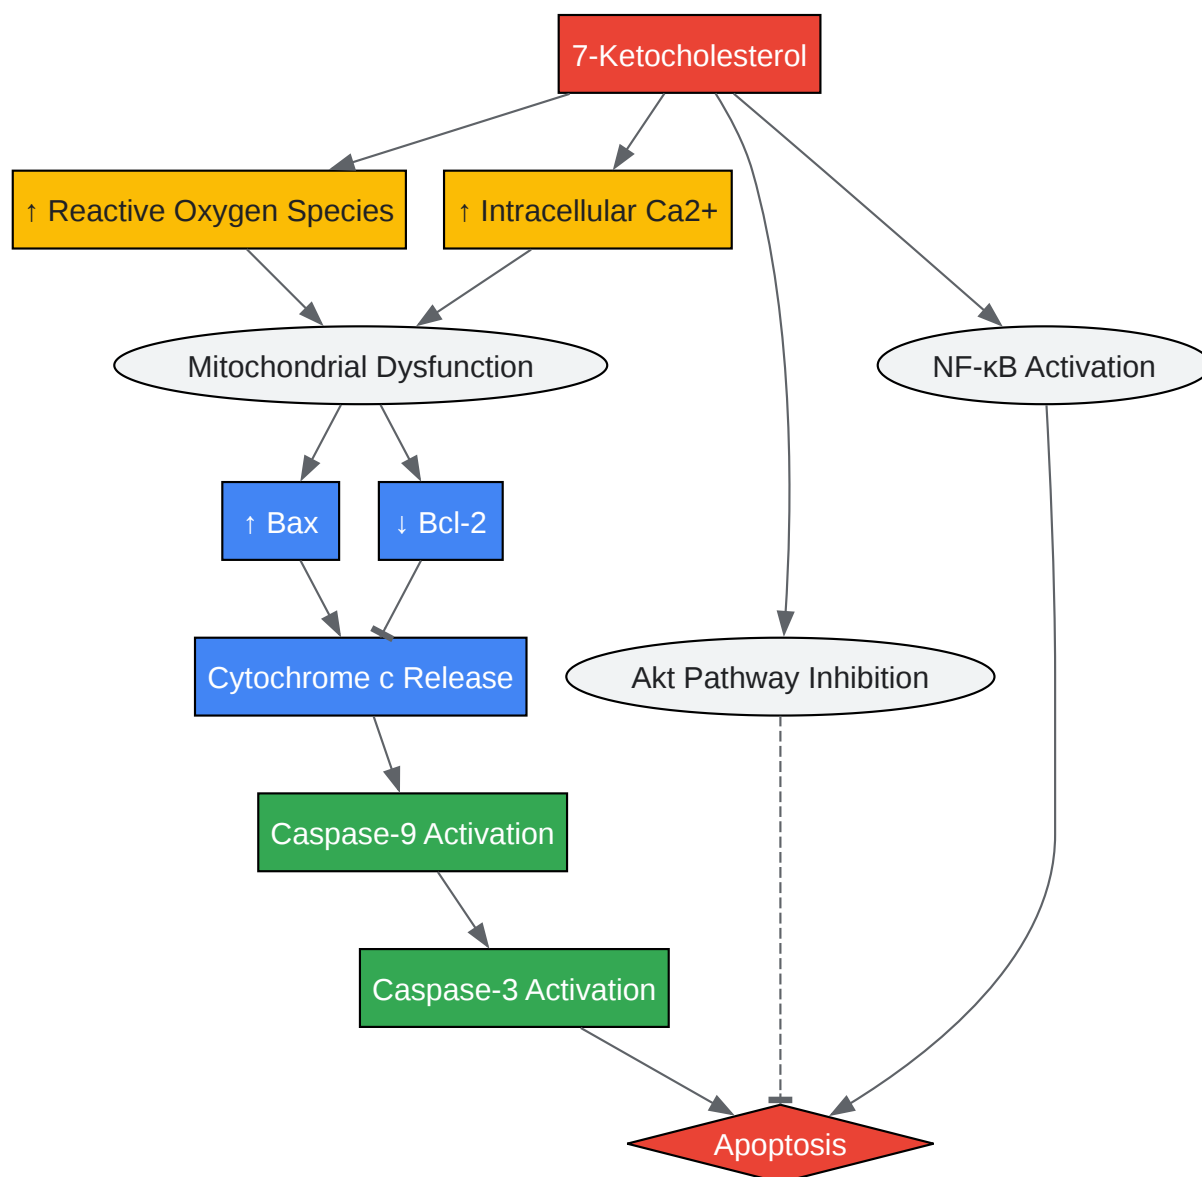 7-Ketocholesterol
↑ Reactive Oxygen Species
↑ Intracellular Ca2+
Mitochondrial Dysfunction
NF-κB Activation
↑ Bax
↓ Bcl-2
Cytochrome c Release
Akt Pathway Inhibition
Caspase-9 Activation
Caspase-3 Activation
Apoptosis